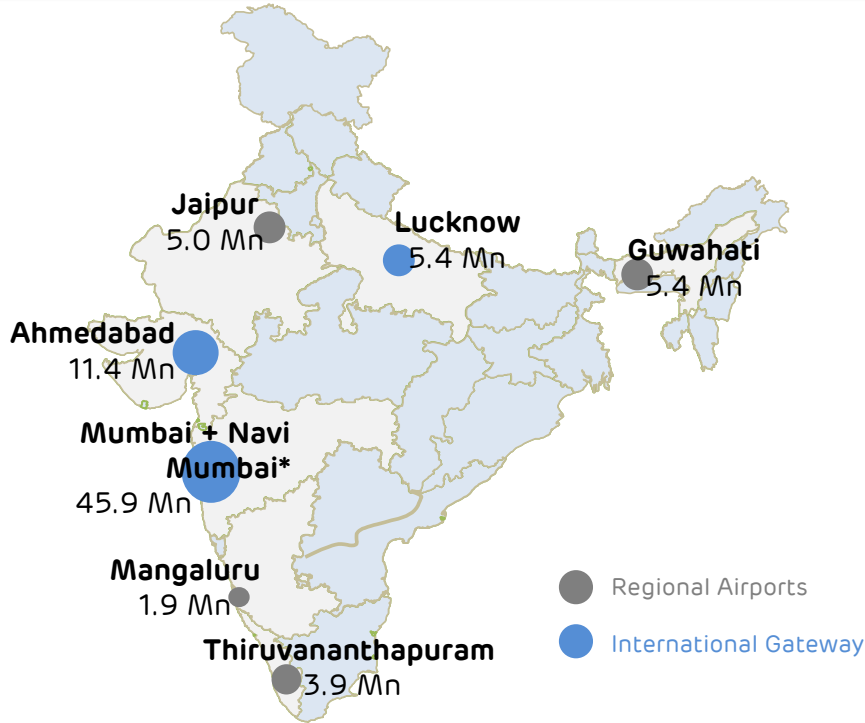 Jaipur
5.0 Mn
Lucknow
5.4 Mn
Guwahati
5.4 Mn
Ahmedabad
11.4 Mn
Mumbai + Navi
Mumbai*
45.9 Mn
Mangaluru
1.9 Mn
Regional Airports
International Gateway
Thiruvananthapuram
3.9 Mn